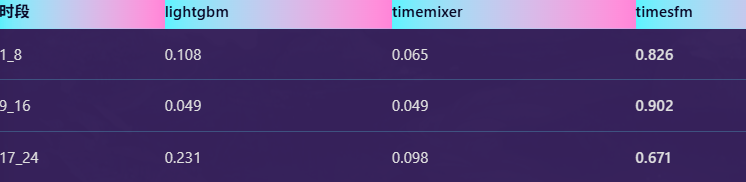 时段 lightgbm timemixer timesfm
1_8 0.108 0.065 0.826
9_16 0.049 0.049 0.902
17_24 0.231 0.098 0.671